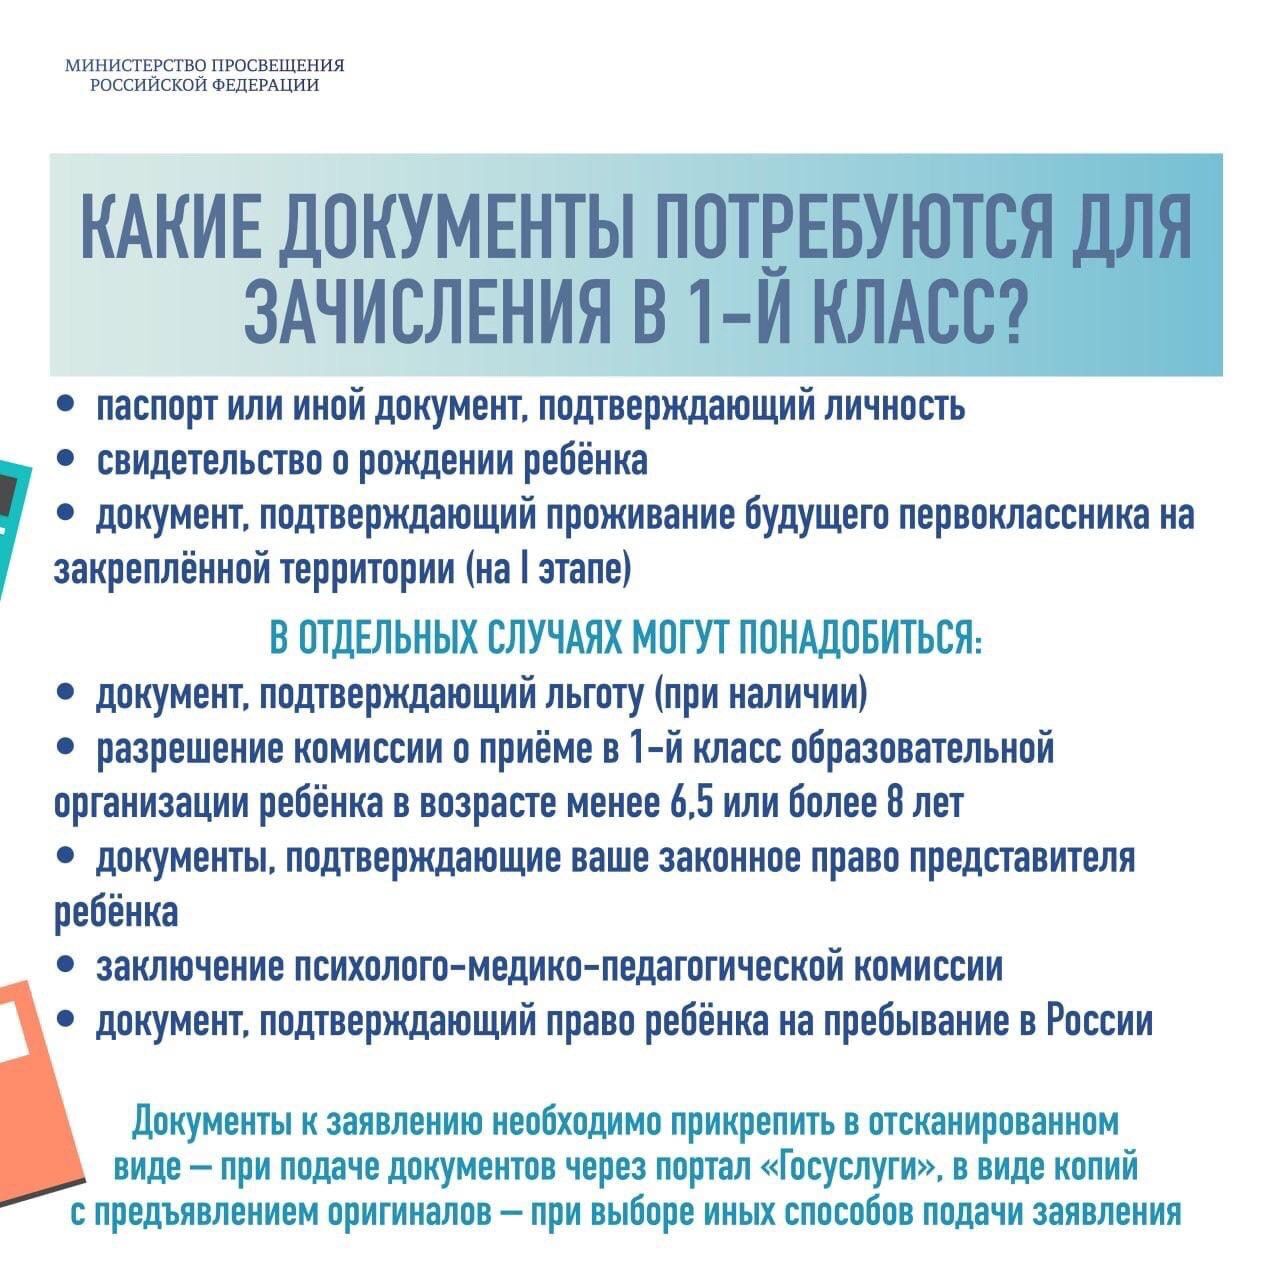 МИНИСТЕРСТВО ПРОСВЕЩЕНИЯ
РОССИЙСКОЙ ФЕДЕРАЦИИ
КАКИЕ ДОКУМЕНТЫ ПОТРЕБУЮТСЯ ДЛЯ
ЗАЧИСЛЕНИЯ В 1-Й КЛАСС?
• паспорт или иной документ, подтверждающий личность
• свидетельство о рождении ребёнка
• документ, подтверждающий проживание будущего первоклассника на
закреплённой территории (на I этапе)
В ОТДЕЛЬНЫХ СЛУЧАЯХ МОГУТ ПОНАДОБИТЬСЯ:
• документ, подтверждающий льготу (при наличии)
• разрешение комиссии о приёме в 1-й класс образовательной
организации ребёнка в возрасте менее 6,5 или более 8 лет
• документы, подтверждающие ваше законное право представителя
ребёнка
• заключение психолого-медико-педагогической комиссии
• документ, подтверждающий право ребёнка на пребывание в России
Документы к заявлению необходимо прикрепить в отсканированном
виде – при подаче документов через портал «Госуслуги», в виде копий
с предъявлением оригиналов – при выборе иных способов подачи заявления